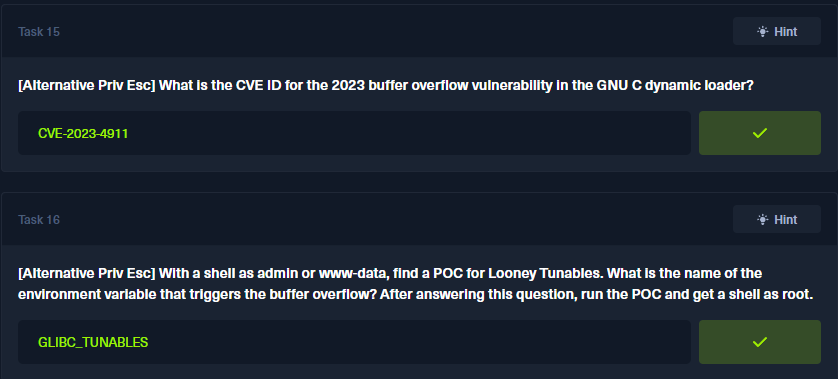 Task 15
Hint
[Alternative Priv Esc] What is the CVE ID for the 2023 buffer overflow vulnerability in the GNU C dynamic loader?
CVE-2023-4911
Task 16
Hint
[Alternative Priv Esc] With a shell as admin or www-data, find a POC for Looney Tunables. What is the name of the
environment variable that triggers the buffer overflow? After answering this question, run the POC and get a shell as root.
GLIBC_TUNABLES